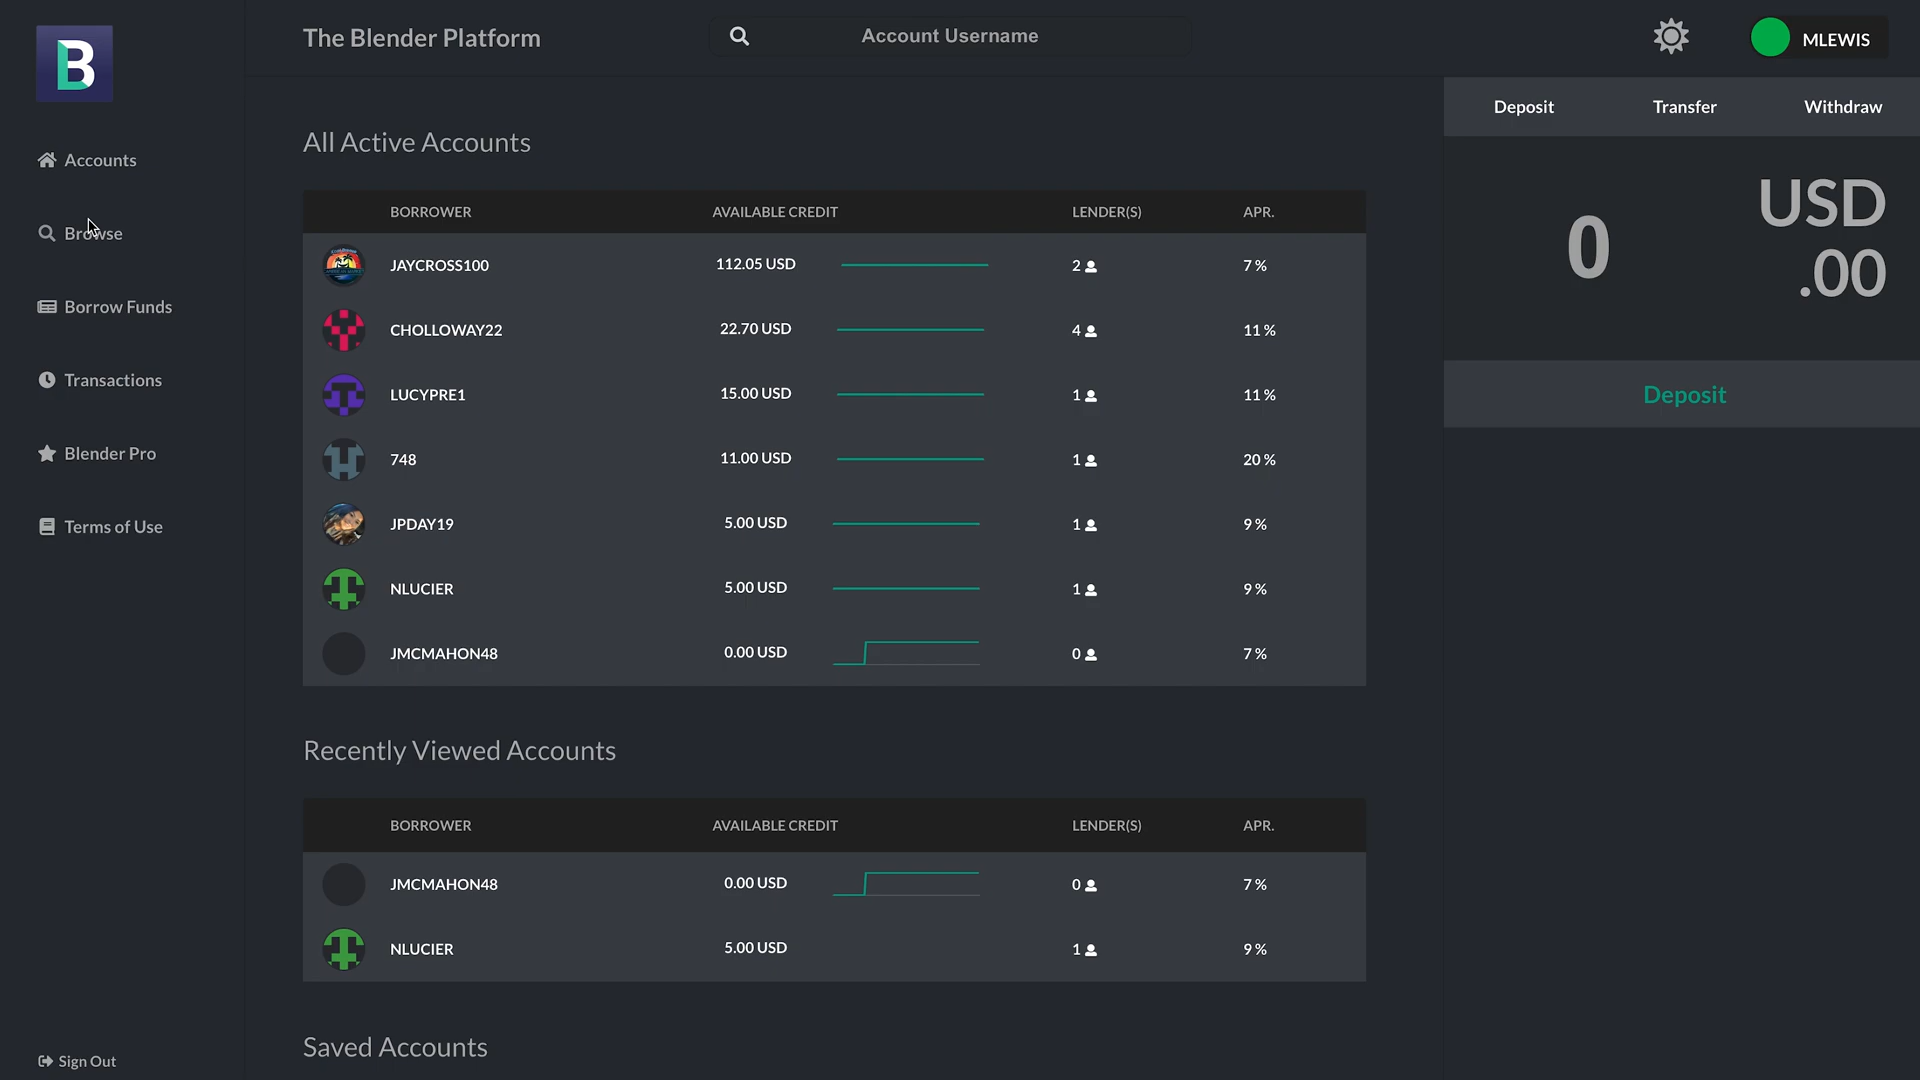 B
The Blender Platform
Account Username
MLEWIS
Accounts
Browse
Borrow Funds
Transactions
Blender Pro
Terms of Use
Sign Out
All Active Accounts
BORROWER AVAILABLE CREDIT LENDER(S) APR.
JAYCROSS100 112.05 USD 2 7 %
CHOLLOWAY22 22.70 USD 4 11 %
LUCYPRE1 15.00 USD 1 11 %
748 11.00 USD 1 20 %
JPDAY19 5.00 USD 1 9 %
NLUCIER 5.00 USD 1 9 %
JMCMAHON48 0.00 USD 0 7 %
Recently Viewed Accounts
BORROWER AVAILABLE CREDIT LENDER(S) APR.
JMCMAHON48 0.00 USD 0 7 %
NLUCIER 5.00 USD 1 9 %
Saved Accounts
Deposit Transfer Withdraw
0 USD
.00
Deposit